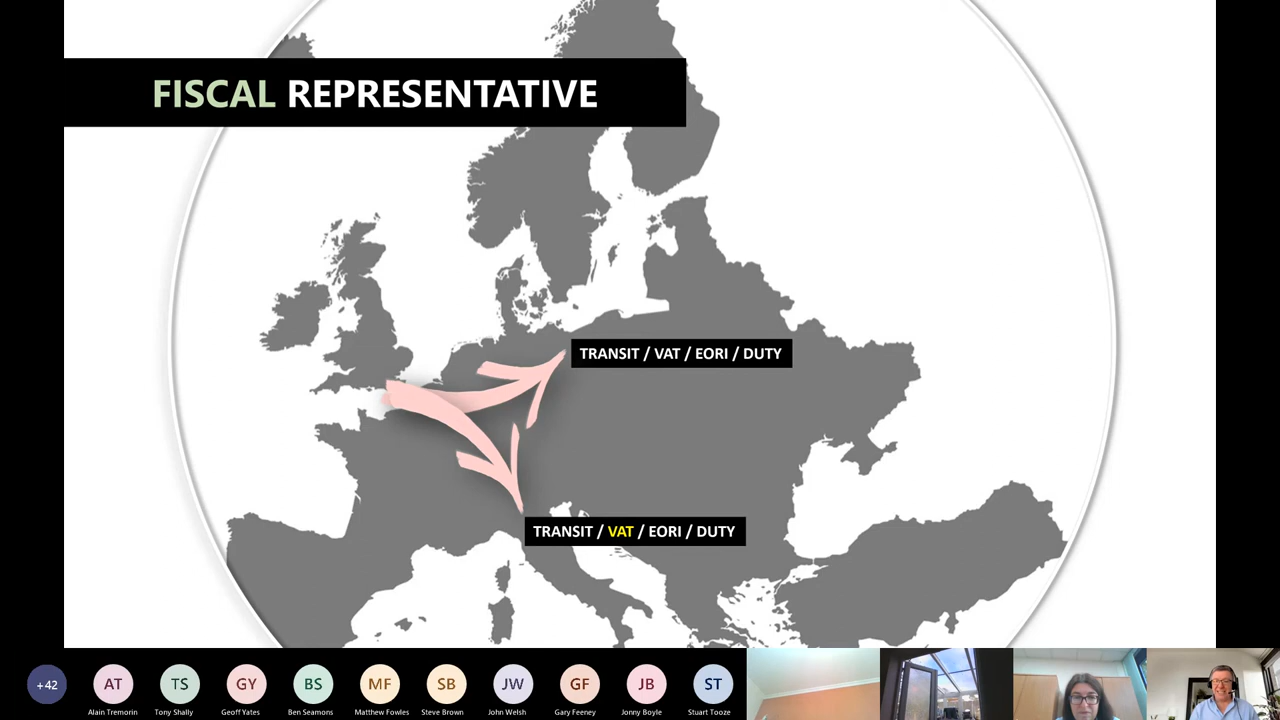 FISCAL REPRESENTATIVE
TRANSIT / VAT / EORI / DUTY
TRANSIT / VAT / EORI / DUTY
+42
AT
TS
GY
BS
MF
SB
JW
GF
JB
ST
Alain Tremorin
Tony Shally
Geoff Yates
Ben Seamons
Matthew Fowles
Steve Brown
John Welsh
Gary Feeney
Jonny Boyle
Stuart Tooze